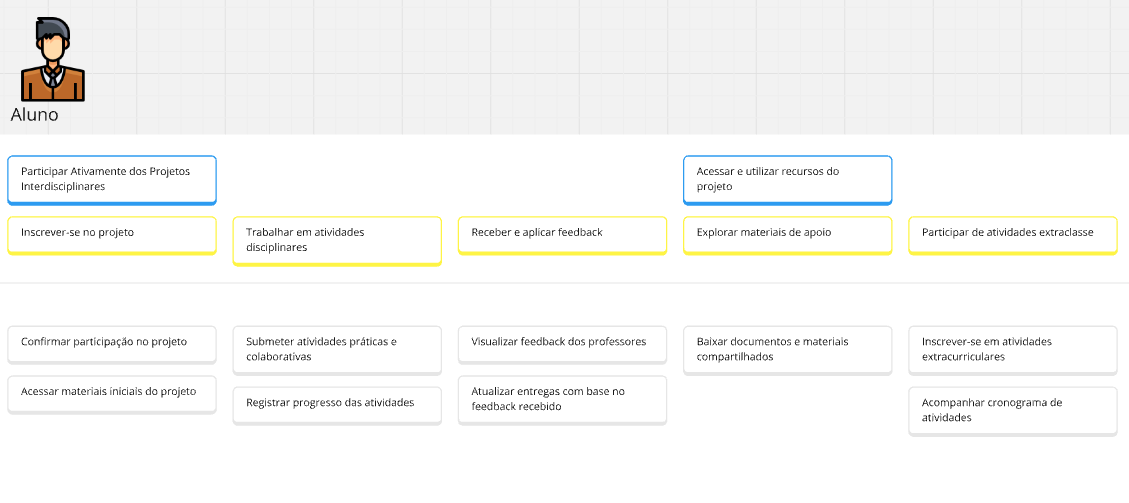 Aluno
Participar Ativamente dos Projetos
Interdisciplinares
Acessar e utilizar recursos do
projeto
Inscrever-se no projeto
Trabalhar em atividades
disciplinares
Receber e aplicar feedback
Explorar materiais de apoio
Participar de atividades extraclasse
Confirmar participação no projeto
Acessar materiais iniciais do projeto
Submeter atividades práticas e
colaborativas
Registrar progresso das atividades
Visualizar feedback dos professores
Atualizar entregas com base no
feedback recebido
Baixar documentos e materiais
compartilhados
Inscrever-se em atividades
extracurriculares
Acompanhar cronograma de
atividades